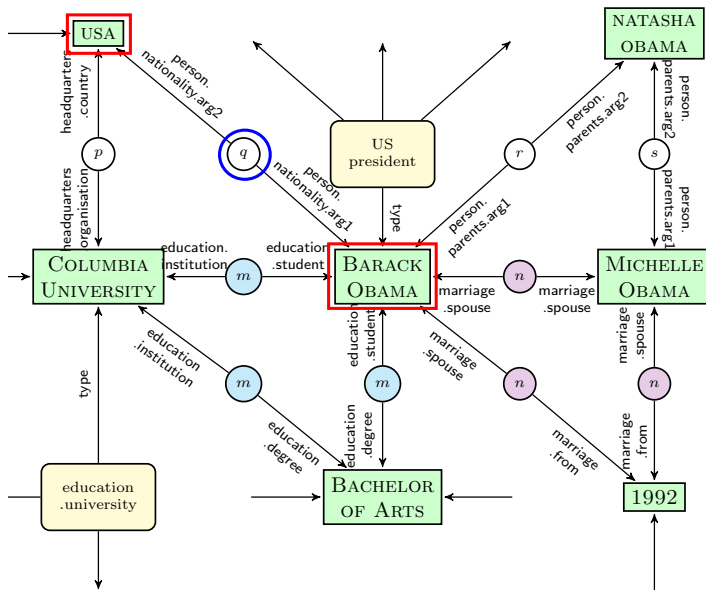 USA
NATASHA
OBAMA
headquarters
.country
person.
nationality.arg2
person.
parents.arg2
person.
parents.arg2
US
president
p
q
r
s
headquarters
organisation
person.
nationality.arg1
type
person.
parents.arg1
person.
parents.arg1
COLUMBIA
UNIVERSITY
education.
institution
m
education
.student
BARACK
OBAMA
marriage
.spouse
n
marriage
.spouse
MICHELLE
OBAMA
education
.institution
education
.student
marriage
.spouse
marriage
.spouse
type
m
m
n
n
education
.degree
education
.degree
marriage
.from
marriage
.from
education
.university
BACHELOR
OF ARTS
1992